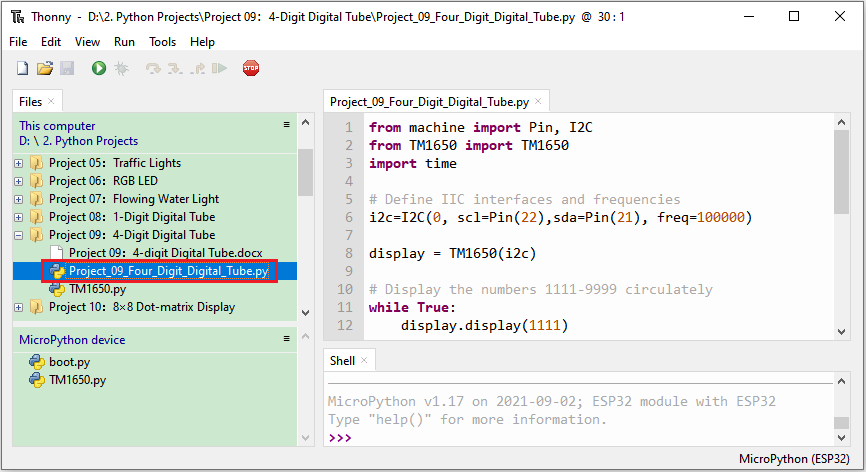 Thonny - D:\2. Python Projects\Project 09：4-Digit Digital Tube\Project_09_Four_Digit_Digital_Tube.py @ 30 : 1
File Edit View Run Tools Help
STOP
Files
This computer
D: \ 2. Python Projects
Project 05：Traffic Lights
Project 06：RGB LED
Project 07：Flowing Water Light
Project 08：1-Digit Digital Tube
Project 09：4-Digit Digital Tube
Project 09：4-digit Digital Tube.docx
Project_09_Four_Digit_Digital_Tube.py
TM1650.py
Project 10：8×8 Dot-matrix Display
MicroPython device
boot.py
TM1650.py
Project_09_Four_Digit_Digital_Tube.py
1 from machine import Pin, I2C
2 from TM1650 import TM1650
3 import time
4
5 # Define IIC interfaces and frequencies
6 i2c=I2C(0, scl=Pin(22),sda=Pin(21), freq=100000)
7
8 display = TM1650(i2c)
9
10 # Display the numbers 1111-9999 circulately
11 while True:
12     display.display(1111)
Shell
MicroPython v1.17 on 2021-09-02; ESP32 module with ESP32
Type "help()" for more information.
>>>
MicroPython (ESP32)